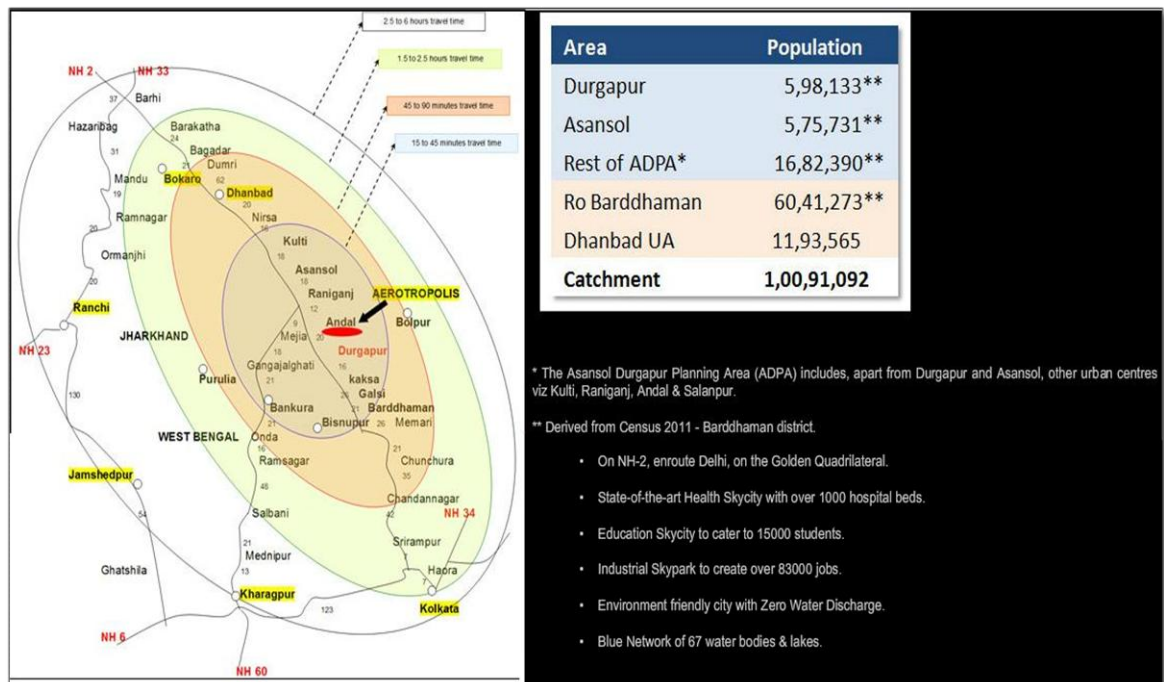 2.5 to 6 hours travel time
1.5 to 2.5 hours travel time
45 to 90 minutes travel time
15 to 45 minutes travel time
NH 2
NH 33
37
Barhi
Hazaribag
Barakatha
24
31
Bagadar
21
Dumri
Mandu
Bokaro
62
Dhanbad
19
20
Ramnagar
Nirsa
16
20
Kulti
Ormanjhi
18
Asansol
20
18
Raniganj
AEROTROPOLIS
Ranchi
12
Andal
Bolpur
9
JHARKHAND
Mejia
20
NH 23
18
Durgapur
Gangajalghati
16
Purulia
21
kaksa
130
26
Galsi
Bankura
21
Barddhaman
21
Bisnupur
26
Memari
WEST BENGAL
Onda
16
21
Ramsagar
Chunchura
Jamshedpur
35
46
Chandannagar
54
Salbani
42
NH 34
21
Srirampur
Mednipur
7
Ghatshila
13
Haora
7
Kharagpur
123
Kolkata
NH 6
NH 60
Area Population
Durgapur 5,98,133**
Asansol 5,75,731**
Rest of ADPA* 16,82,390**
Ro Barddhaman 60,41,273**
Dhanbad UA 11,93,565
Catchment 1,00,91,092
* The Asansol Durgapur Planning Area (ADPA) includes, apart from Durgapur and Asansol, other urban centres
viz Kulti, Raniganj, Andal & Salanpur.
** Derived from Census 2011 - Barddhaman district.
• On NH-2, enroute Delhi, on the Golden Quadrilateral.
• State-of-the-art Health Skycity with over 1000 hospital beds.
• Education Skycity to cater to 15000 students.
• Industrial Skypark to create over 83000 jobs.
• Environment friendly city with Zero Water Discharge.
• Blue Network of 67 water bodies & lakes.